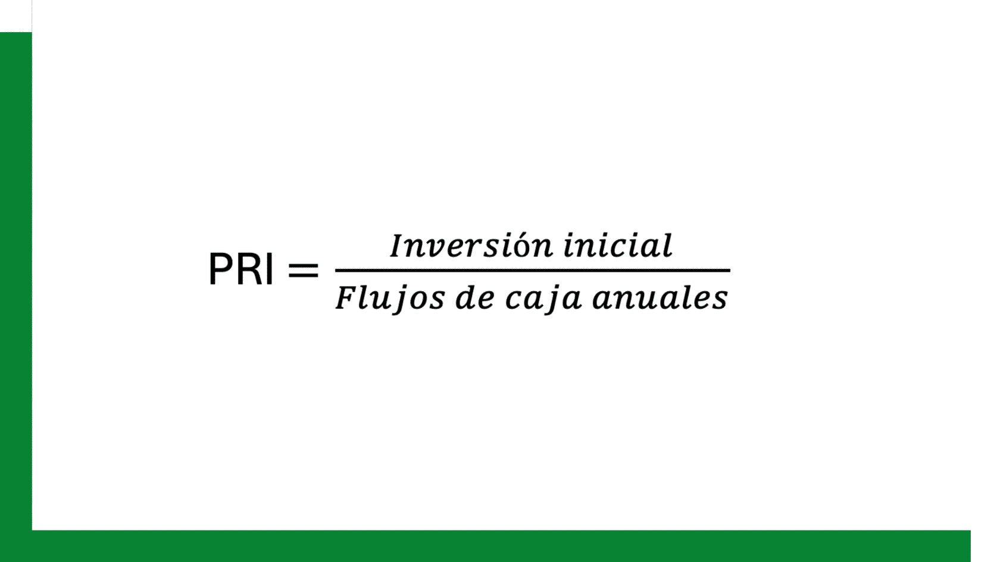 PRI = Inversión inicial
Flujos de caja anuales